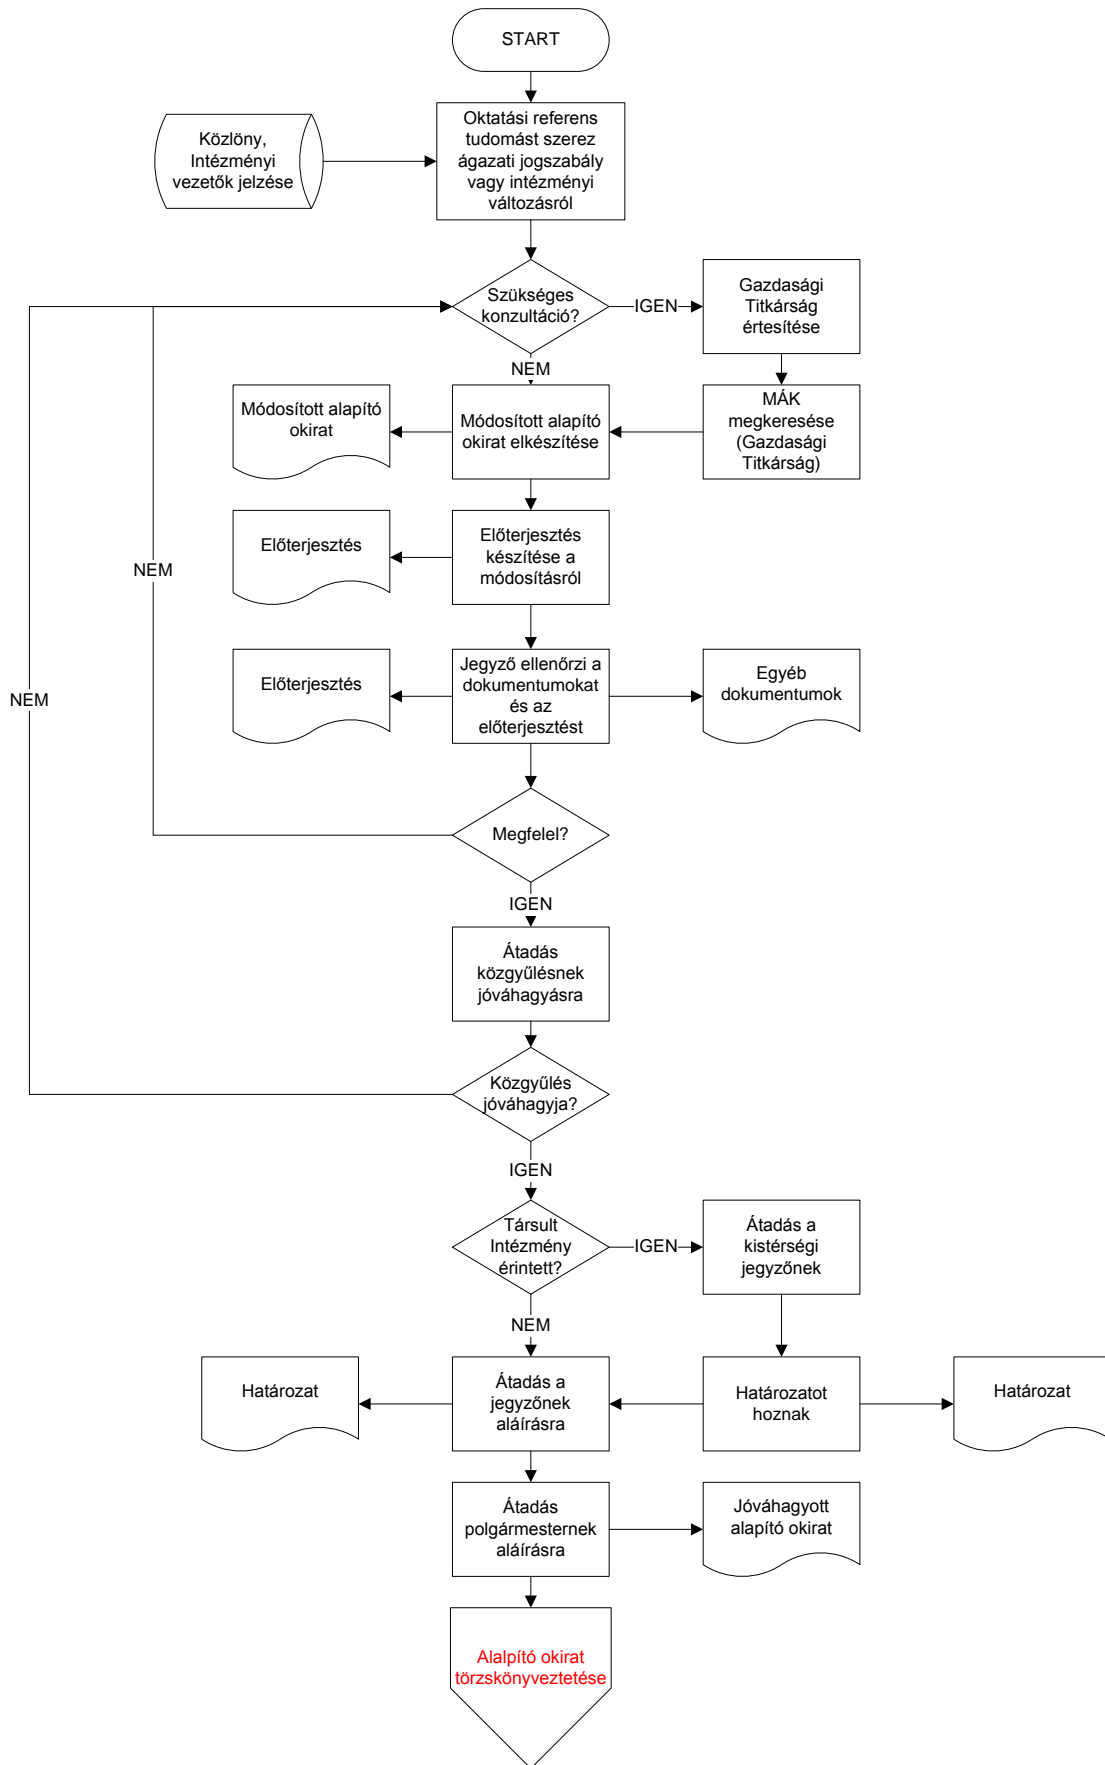 START
Oktatási referens
tudomást szerez
ágazati jogszabály
vagy intézményi
változásról
Közlöny,
Intézményi
vezetők jelzése
Szükséges
konzultáció?
IGEN
Gazdasági
Titkárság
értesítése
NEM
Módosított alapító
okirat
Módosított alapító
okirat elkészítése
MÁK
megkeresése
(Gazdasági
Titkárság)
Előterjesztés
Előterjesztés
készítése a
módosításról
NEM
NEM
Előterjesztés
Jegyző ellenőrzi a
dokumentumokat
és az
előterjesztést
Egyéb
dokumentumok
Megfelel?
IGEN
Átadás
közgyűlésnek
jóváhagyásra
Közgyűlés
jóváhagyja?
IGEN
Társult
Intézmény
érintett?
IGEN
Átadás a
kistérségi
jegyzőnek
NEM
Határozat
Átadás a
jegyzőnek
aláírásra
Határozatot
hoznak
Határozat
Átadás
polgármesternek
aláírásra
Jóváhagyott
alapító okirat
Alalpító okirat
törzskönyveztetése